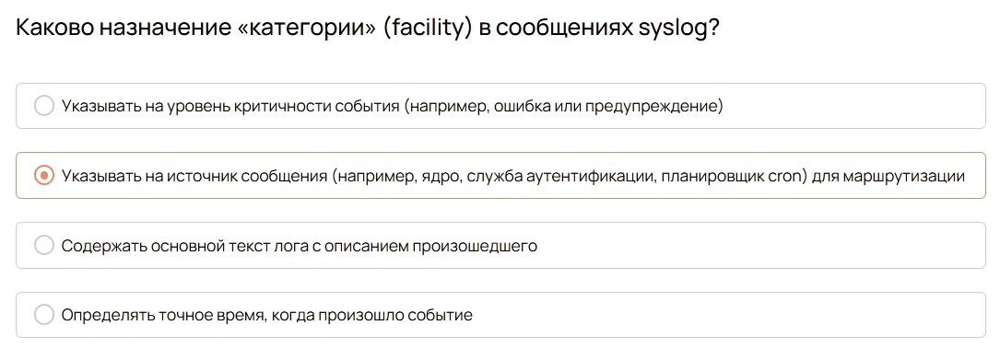 Каково назначение «категории» (facility) в сообщениях syslog?
Указывать на уровень критичности события (например, ошибка или предупреждение)
Указывать на источник сообщения (например, ядро, служба аутентификации, планировщик cron) для маршрутизации
Содержать основной текст лога с описанием произошедшего
Определять точное время, когда произошло событие